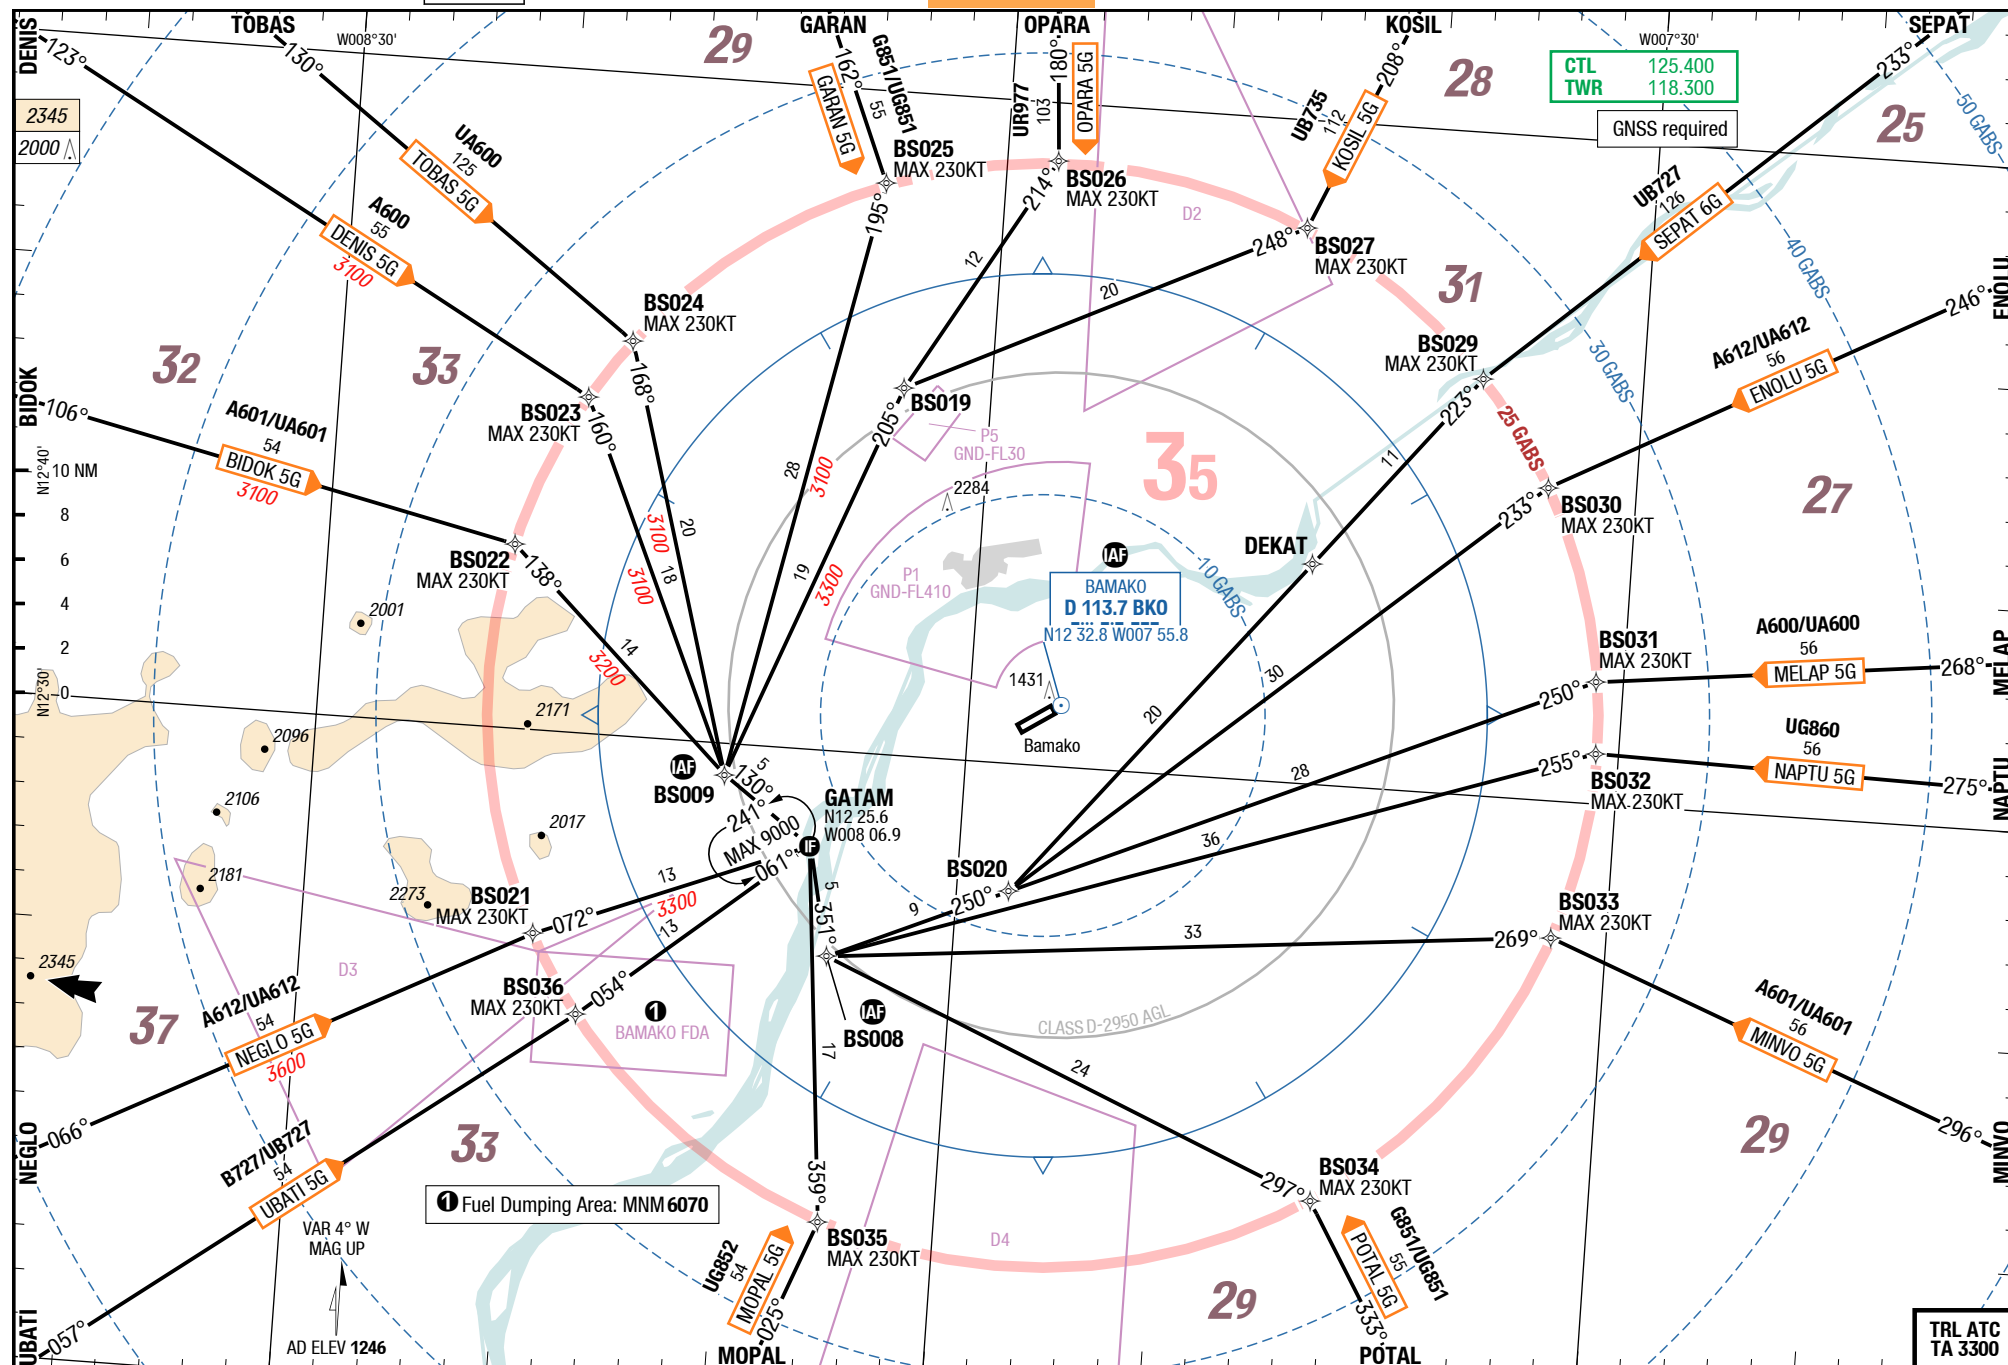 DENIS
TOBAS
W008°30'
GARAN
OPARA
KOSIL
W007°30'
SEPAT
123°
130°
162°
180°
208°
233°
29
28
25
CTL 125.400
TWR 118.300
GNSS required
50 GABS
2345
2000
UA600
125
TOBAS 5G
G851/UG851
55
GARAN 5G
UR977
103
OPARA 5G
UB735
112
KOSIL 5G
UB727
126
SEPAT 6G
BS025
MAX 230KT
BS026
MAX 230KT
D2
A600
55
DENIS 5G
3100
195°
214°
248°
BS027
MAX 230KT
40 GABS
31
12
20
ENOLU
246°
BS024
MAX 230KT
BS029
MAX 230KT
30 GABS
A612/UA612
56
ENOLU 5G
32
33
168°
223°
BIDOK
106°
BS023
MAX 230KT
160°
205°
BS019
25 GABS
A601/UA601
54
BIDOK 5G
3100
P5
GND-FL30
35
11
28
3100
N12°40'
10 NM
8
6
4
2
0
N12°30'
2284
233°
BS030
MAX 230KT
27
3100
20
BS022
MAX 230KT
138°
3100
18
19
3300
P1
GND-FL410
IAF
BAMAKO
D 113.7 BKO
N12 32.8 W007 55.8
10 GABS
DEKAT
2001
14
3200
BS031
MAX 230KT
A600/UA600
56
MELAP 5G
268°
MELAP
1431
30
250°
2171
2096
20
Bamako
UG860
56
NAPTU 5G
275°
NAPTU
IAF
BS009
5
130°
255°
BS032
MAX 230KT
28
2106
241°
MAX 9000
061°
GATAM
N12 25.6
W008 06.9
IF
2017
36
2181
2273
BS021
MAX 230KT
072°
13
3300
13
5
351°
BS020
250°
9
BS033
MAX 230KT
33
269°
2345
D3
BS036
MAX 230KT
054°
1
BAMAKO FDA
IAF
BS008
CLASS D-2950 AGL
A612/UA612
54
NEGLO 5G
3600
37
A601/UA601
56
MINVO 5G
17
24
NEGLO
066°
296°
MINVO
B727/UB727
54
UBATI 5G
33
29
1 Fuel Dumping Area: MNM 6070
359°
297°
BS034
MAX 230KT
VAR 4° W
MAG UP
BS035
MAX 230KT
D4
UG852
54
MOPAL 5G
G851/UG851
55
POTAL 5G
29
UBATI
057°
AD ELEV 1246
025°
MOPAL
333°
POTAL
TRL ATC
TA 3300